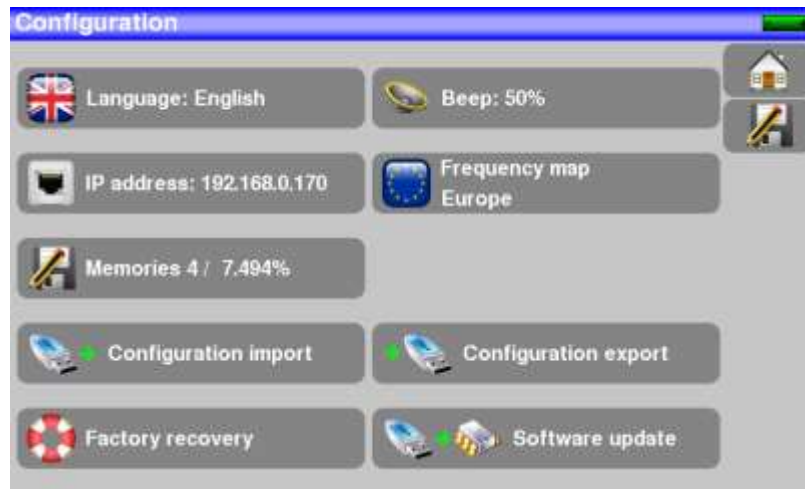 Configuration
Language: English
Beep: 50%
IP address: 192.168.0.170
Frequency map
Europe
Memories 4 / 7.494%
Configuration import
Configuration export
Factory recovery
Software update